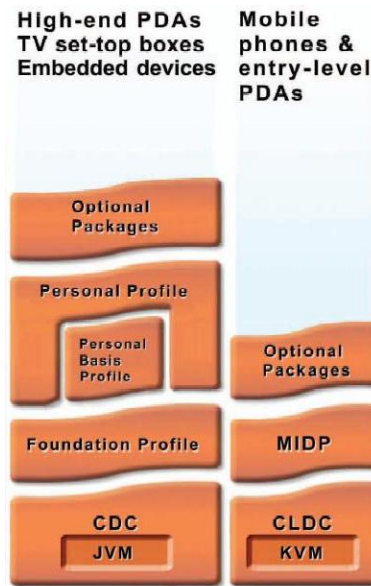 High-end PDAs
TV set-top boxes
Embedded devices
Mobile
phones &
entry-level
PDAs
Optional
Packages
Personal Profile
Personal
Basis
Profile
Foundation Profile
CDC
JVM
Optional
Packages
MIDP
CLDC
KVM